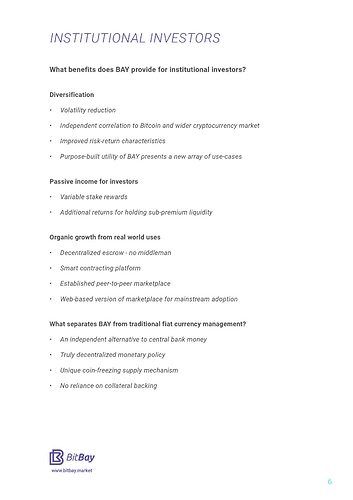 INSTITUTIONAL INVESTORS
What benefits does BAY provide for institutional investors?
Diversification
• Volatility reduction
• Independent correlation to Bitcoin and wider cryptocurrency market
• Improved risk-return characteristics
• Purpose-built utility of BAY presents a new array of use-cases
Passive income for investors
• Variable stake rewards
• Additional returns for holding sub-premium liquidity
Organic growth from real world uses
• Decentralized escrow - no middleman
• Smart contracting platform
• Established peer-to-peer marketplace
• Web-based version of marketplace for mainstream adoption
What separates BAY from traditional fiat currency management?
• An Independent alternative to central bank money
• Truly decentralized monetary policy
• Unique coin-freezing supply mechanism
• No reliance on collateral backing
BitBay
www.bitbay.market
6